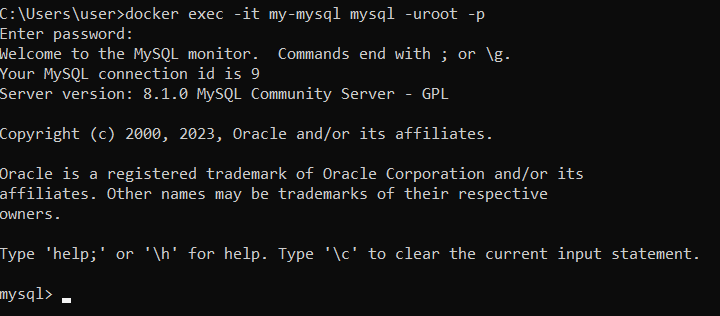 C:\Users\user>docker exec -it my-mysql mysql -uroot -p
Enter password:
Welcome to the MySQL monitor.  Commands end with ; or \g.
Your MySQL connection id is 9
Server version: 8.1.0 MySQL Community Server - GPL
Copyright (c) 2000, 2023, Oracle and/or its affiliates.
Oracle is a registered trademark of Oracle Corporation and/or its
affiliates. Other names may be trademarks of their respective
owners.
Type 'help;' or '\h' for help. Type '\c' to clear the current input statement.
mysql> _